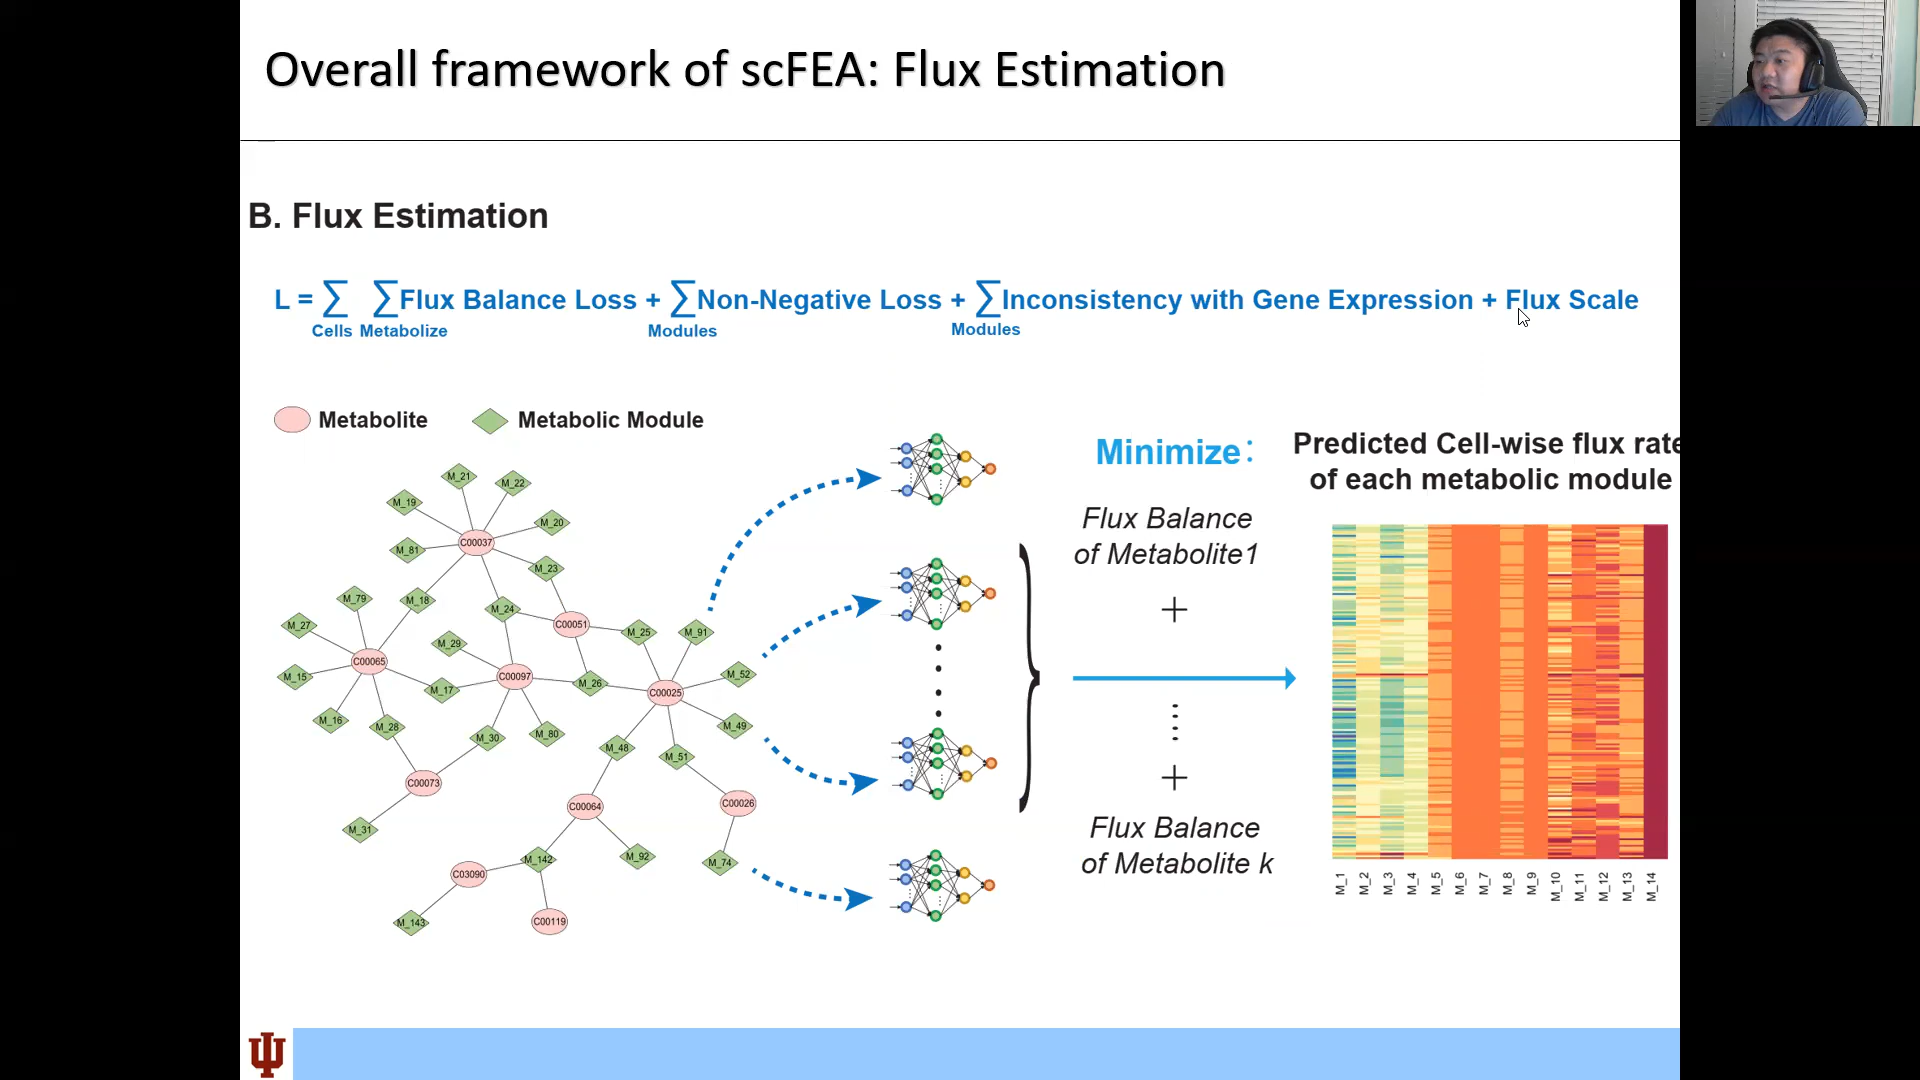 Overall framework of scFEA: Flux Estimation
B. Flux Estimation
L = ∑ ∑Flux Balance Loss + ∑Non-Negative Loss + ∑Inconsistency with Gene Expression + Flux Scale
Cells Metabolize Modules Modules
Metabolite Metabolic Module
Minimize:
Predicted Cell-wise flux rate
of each metabolic module
Flux Balance
of Metabolite1
+
+
Flux Balance
of Metabolite k
M_21
M_22
M_19
M_20
C00037
M_81
M_23
M_79
M_18
M_24
M_27
C00051
M_25
M_91
M_29
C00065
M_15
C00097
M_26
M_52
M_17
C00025
M_16
M_28
M_30
M_80
M_49
M_48
M_51
C00073
C00064
C00026
M_31
M_142
M_92
M_74
C03090
M_143
C00119
M_1 M_2 M_3 M_4 M_5 M_6 M_7 M_8 M_9 M_10 M_11 M_12 M_13 M_14